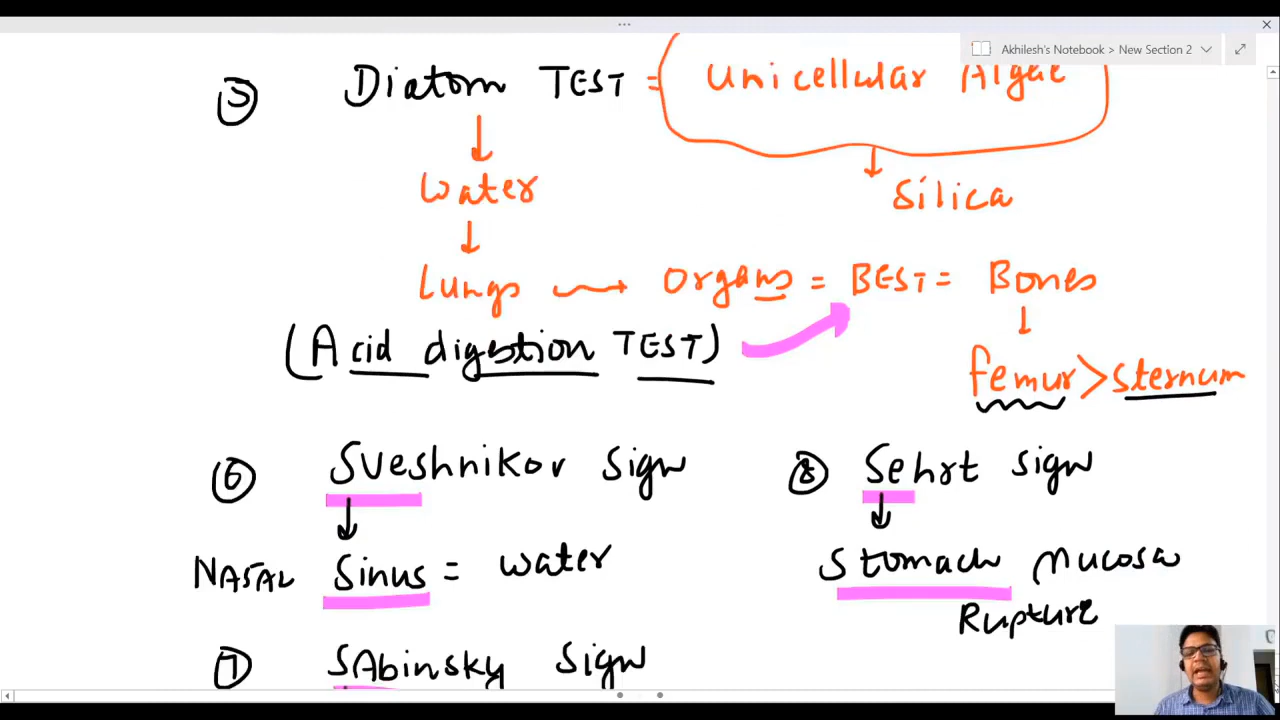 Akhilesh's Notebook > New Section 2
5 Diatom TEST = Unicellular Algae
Water
Silica
Lungs → Organs = BEST = Bones
(Acid digestion TEST)
femur > sternum
6 Sveshnikov sign
8 Sehrt sign
NASAL Sinus = water
Stomach Mucosa
Rupture
7 SAbinsky sign